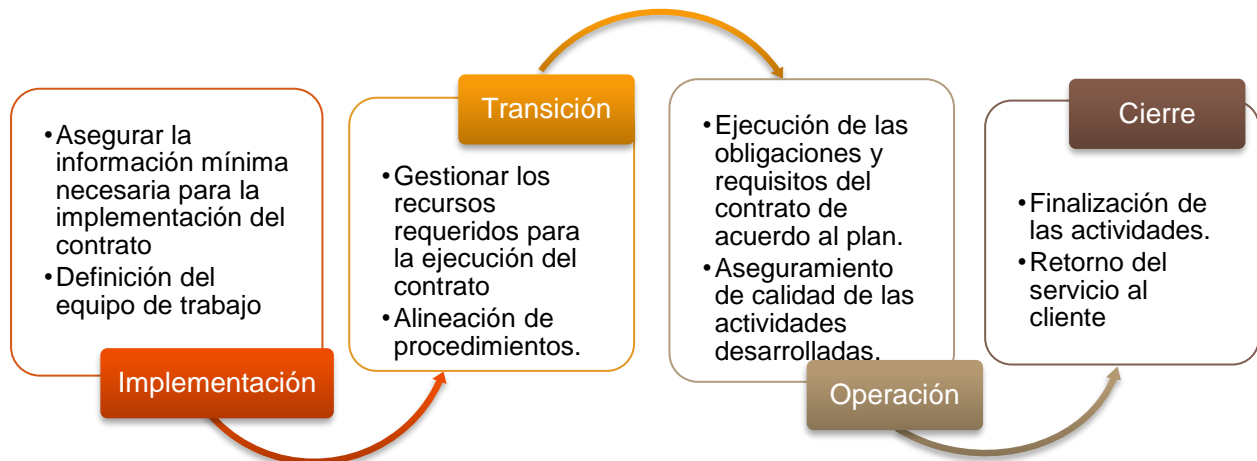 •Asegurar la
información mínima
necesaria para la
implementación del
contrato
•Definición del
equipo de trabajo
Implementación
Transición
•Gestionar los
recursos
requeridos para
la ejecución del
contrato
•Alineación de
procedimientos.
•Ejecución de las
obligaciones y
requisitos del
contrato de
acuerdo al plan.
•Aseguramiento
de calidad de las
actividades
desarrolladas.
Operación
Cierre
•Finalización de
las actividades.
•Retorno del
servicio al
cliente